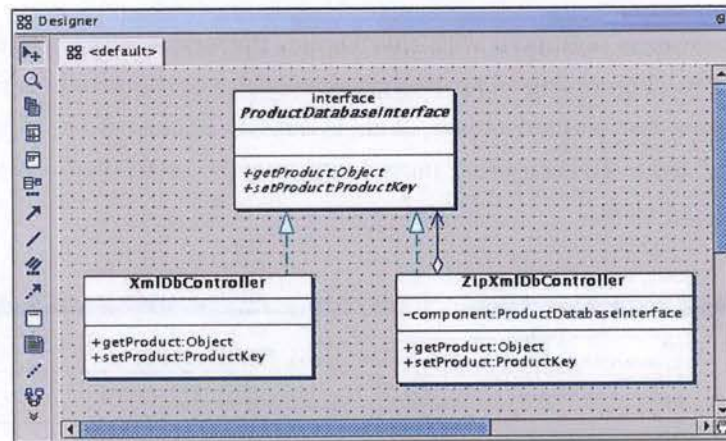 Designer
<default>
interface
ProductDatabaseInterface
+getProduct:Object
+setProduct:ProductKey
XmlDbController
+getProduct:Object
+setProduct:ProductKey
ZipXmlDbController
-component:ProductDatabaseInterface
+getProduct:Object
+setProduct:ProductKey